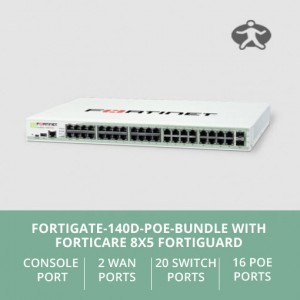 FORTINET
FORTIGATE-140D-POE-BUNDLE WITH
FORTICARE 8X5 FORTIGUARD
CONSOLE 2 WAN 20 SWITCH 16 POE
PORT PORTS PORTS PORTS